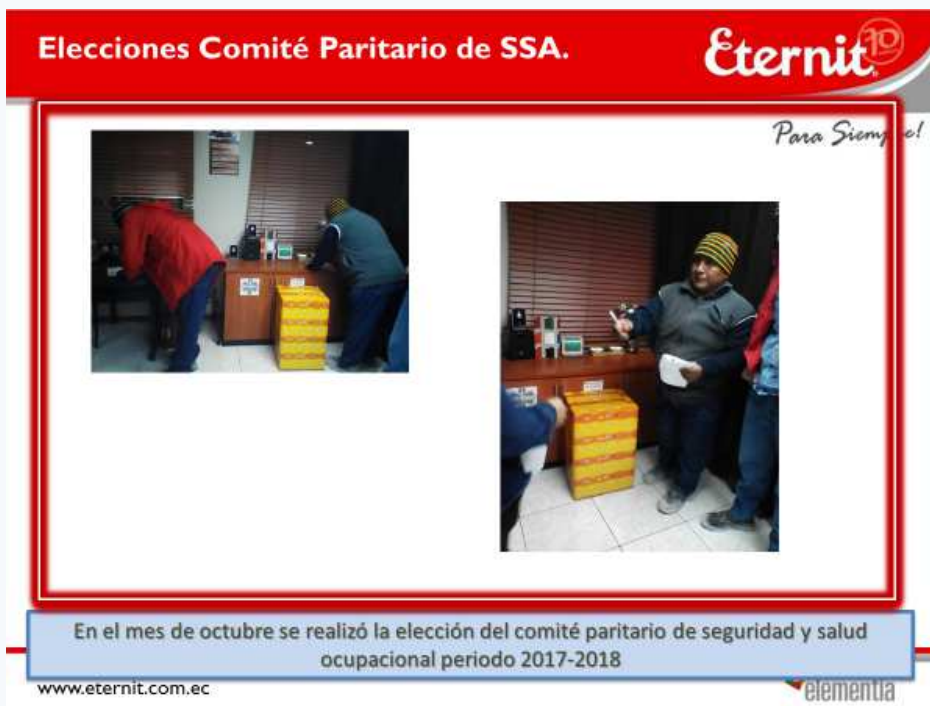 Elecciones Comité Paritario de SSA.
Eternit
Para Siempre!
En el mes de octubre se realizó la elección del comité paritario de seguridad y salud
ocupacional periodo 2017-2018
www.eternit.com.ec
elementia